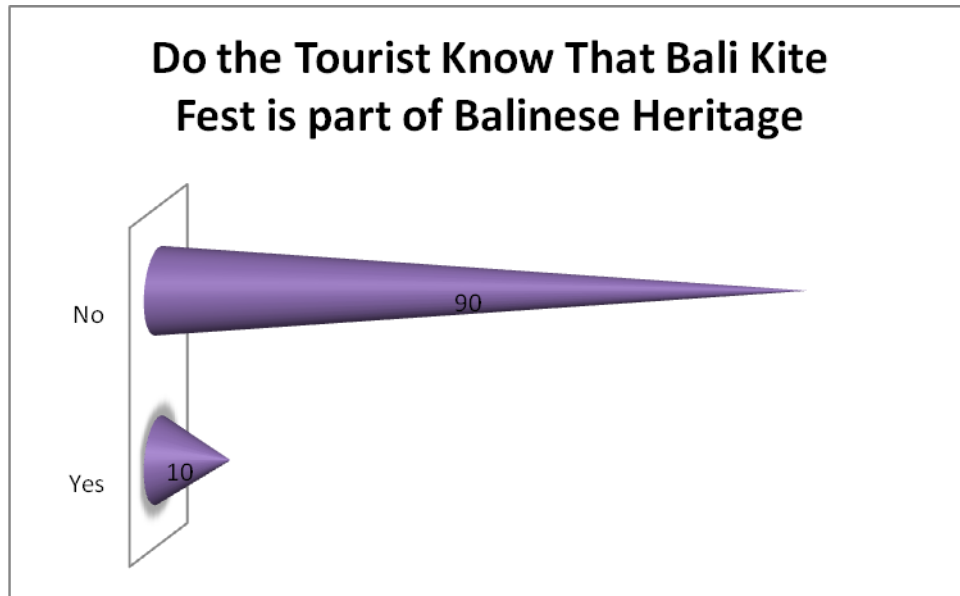 Do the Tourist Know That Bali Kite
Fest is part of Balinese Heritage
No
90
Yes
10